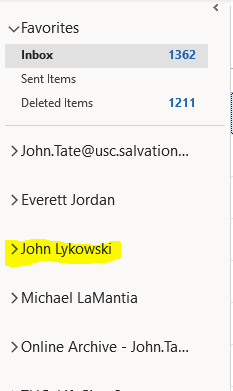 Favorites
Inbox 1362
Sent Items
Deleted Items 1211
John.Tate@usc.salvation...
Everett Jordan
John Lykowski
Michael LaMantia
Online Archive - John.Ta...